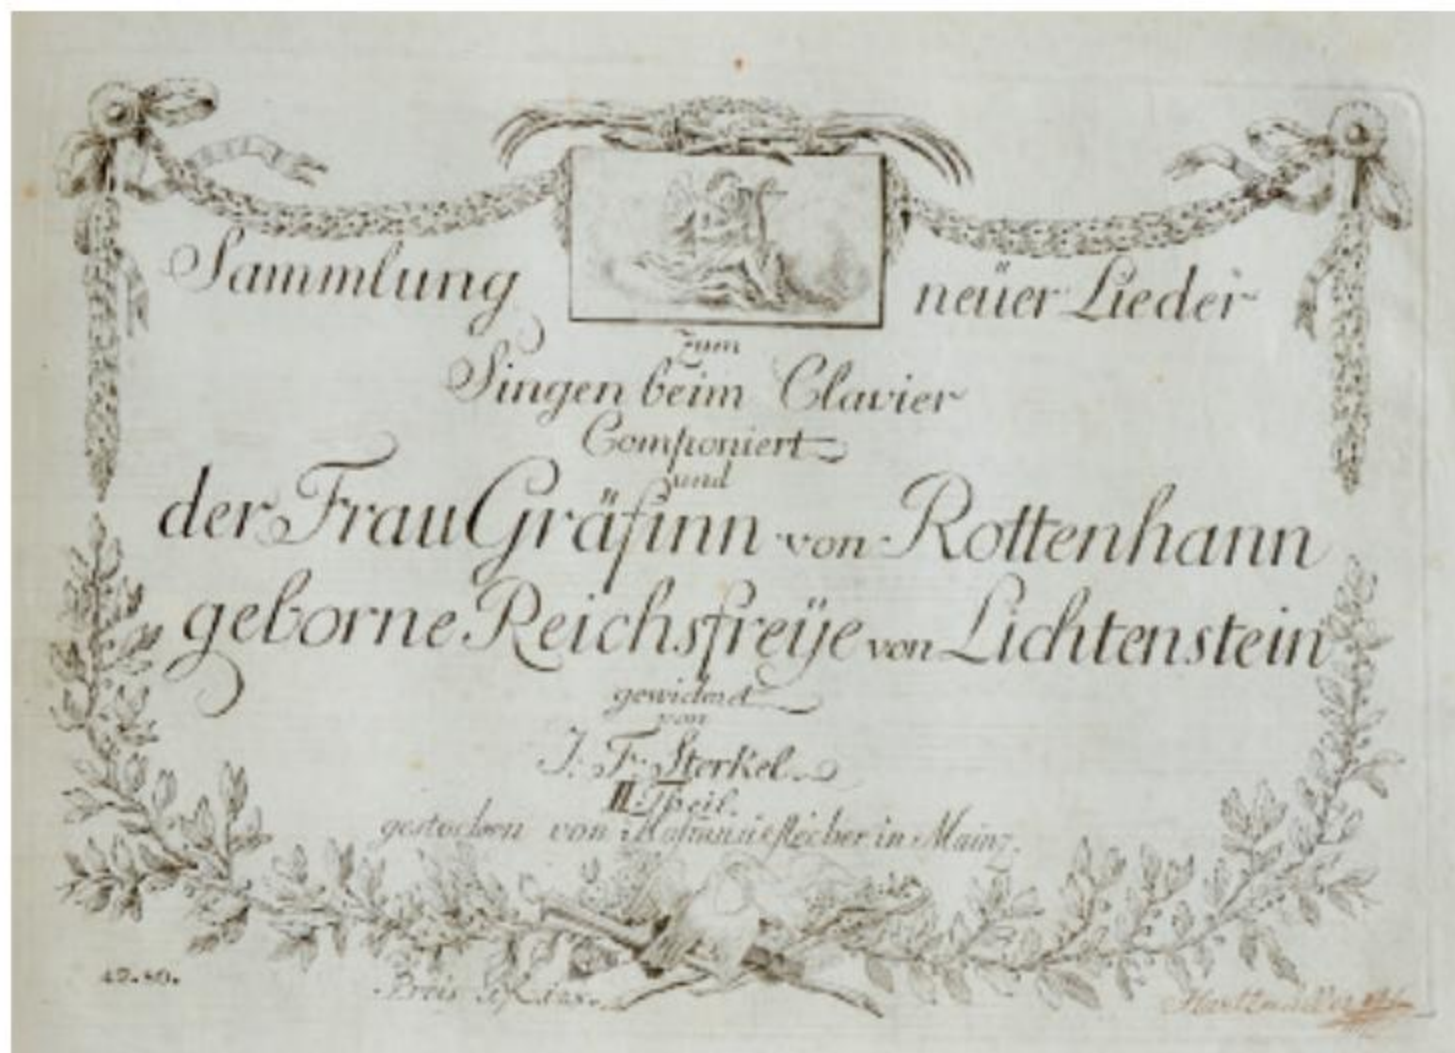 Sammlung neüer Lieder
zum
Singen beim Clavier
Componiert
und
der Frau Gräfinn von Rottenhann
geborne Reichsfreÿe von Lichtenstein
gewidmet
von
J. F. Sterkel
II. Theil.
gestochen von in Mainz.
Preis